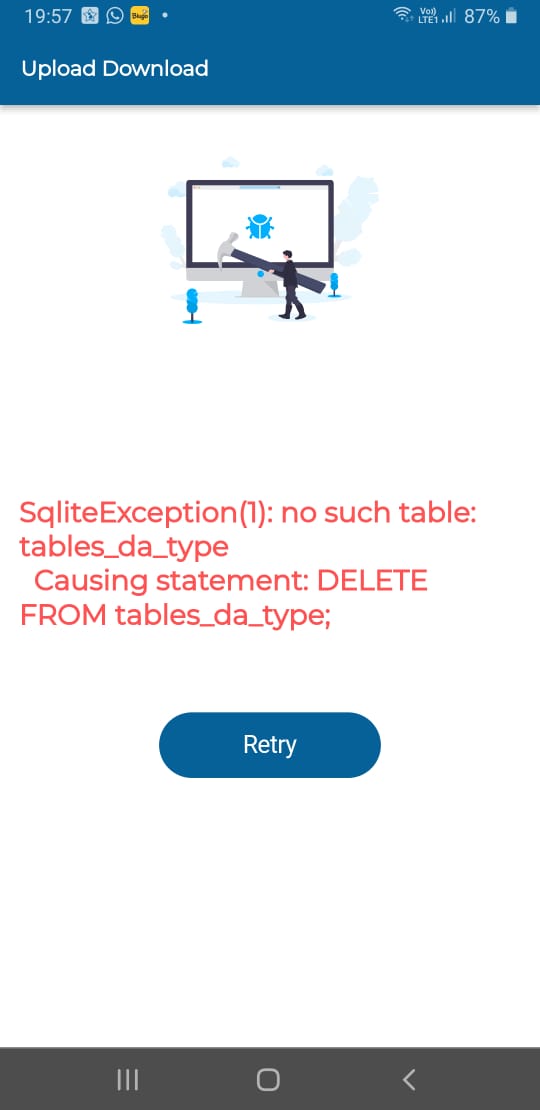 19:57 Blugo Vo)) LTE1 87%
Upload Download
SqliteException(1): no such table:
tables_da_type
Causing statement: DELETE
FROM tables_da_type;
Retry